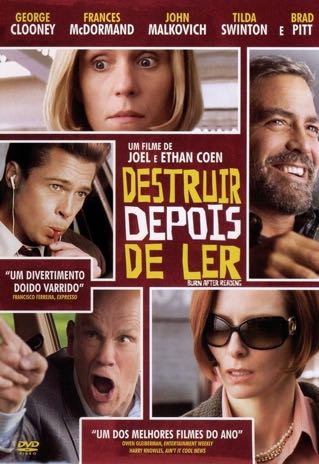 GEORGE CLOONEY
FRANCES McDORMAND
JOHN MALKOVICH
TILDA SWINTON
E
BRAD PITT
UM FILME DE
JOEL E ETHAN COEN
DESTRUIR
DEPOIS
DE LER
BURN AFTER READING
"UM DIVERTIMENTO
DOIDO VARRIDO"
FRANCISCO FERREIRA, EXPRESSO
"UM DOS MELHORES FILMES DO ANO"
OWEN GLEIBERMAN, ENTERTAINMENT WEEKLY
HARRY KNOWLES, AIN'T IT COOL NEWS
DVD
VIDEO